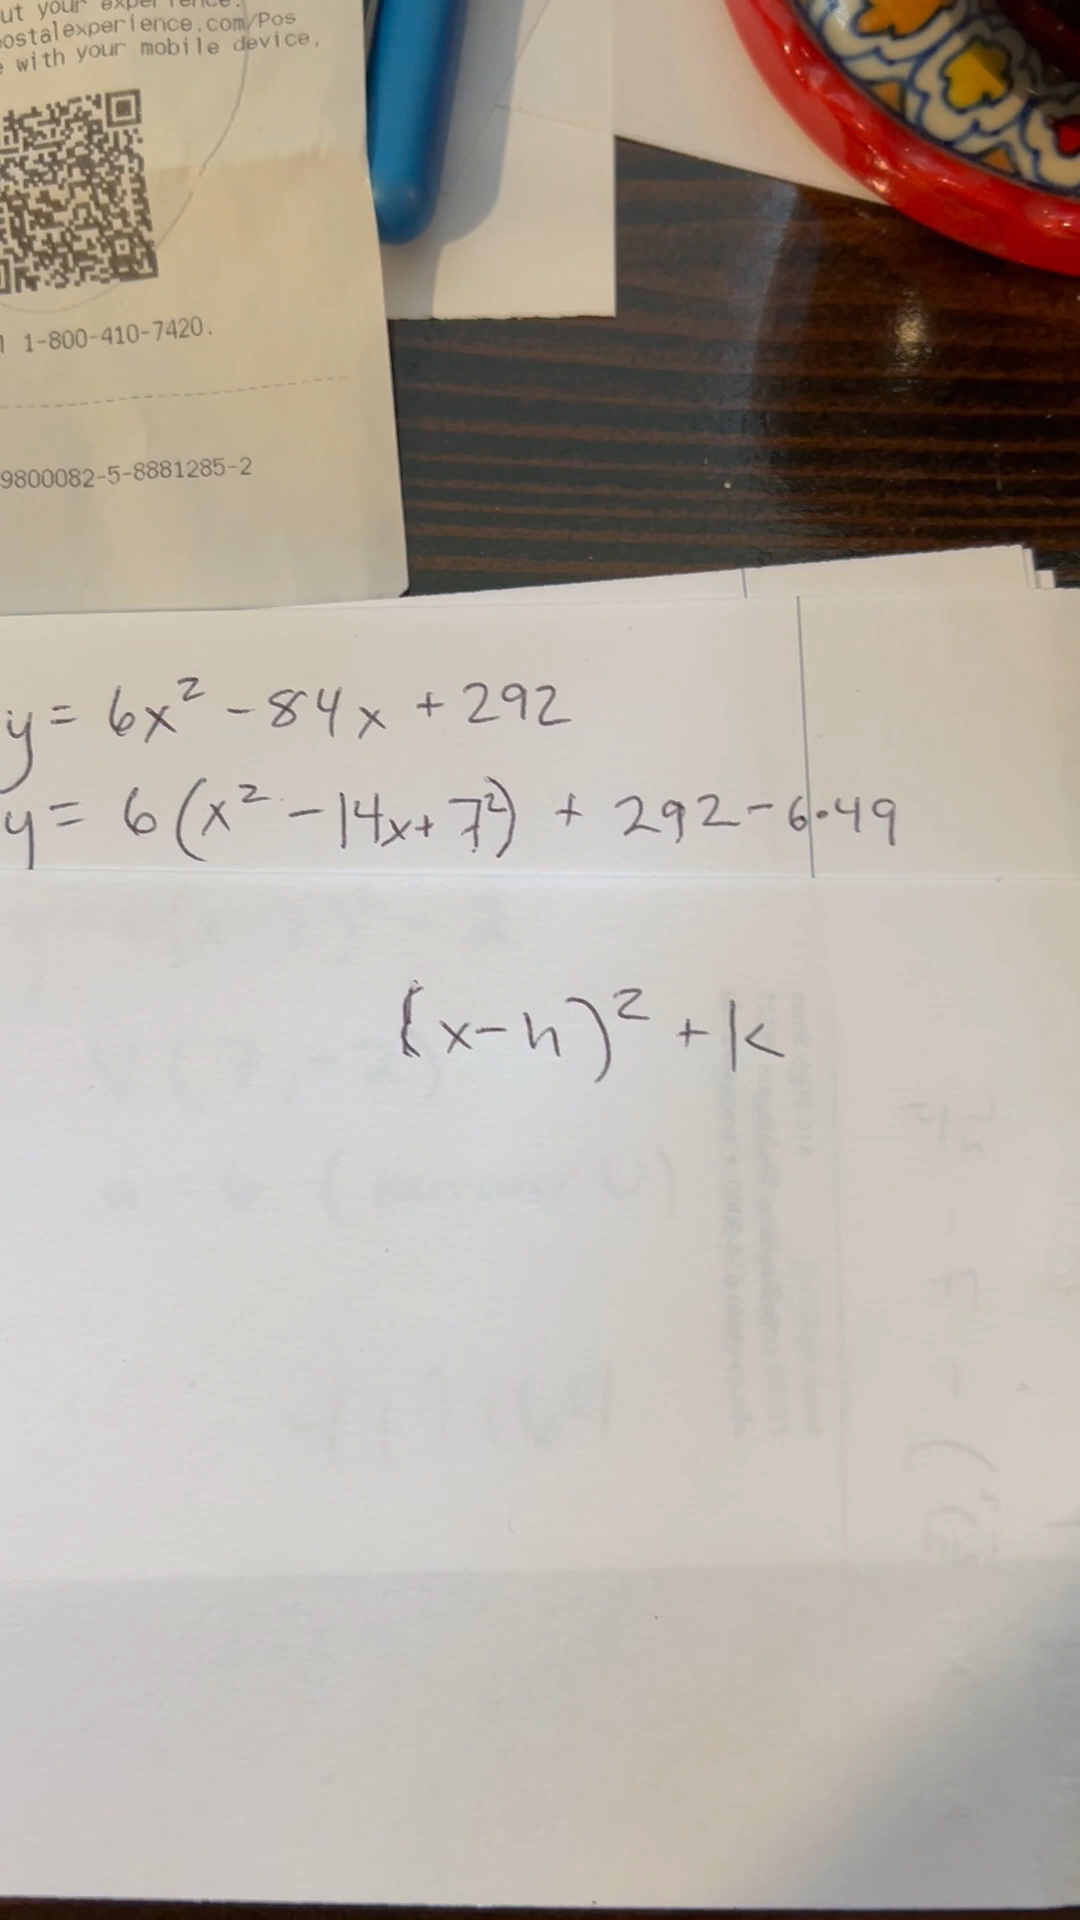 ut your experience.
ostalexperience.com/Pos
e with your mobile device,
1-800-410-7420.
9800082-5-8881285-2
y = 6x² - 84x + 292
y = 6(x² - 14x + 7²) + 292 - 6·49
(x-h)² + k